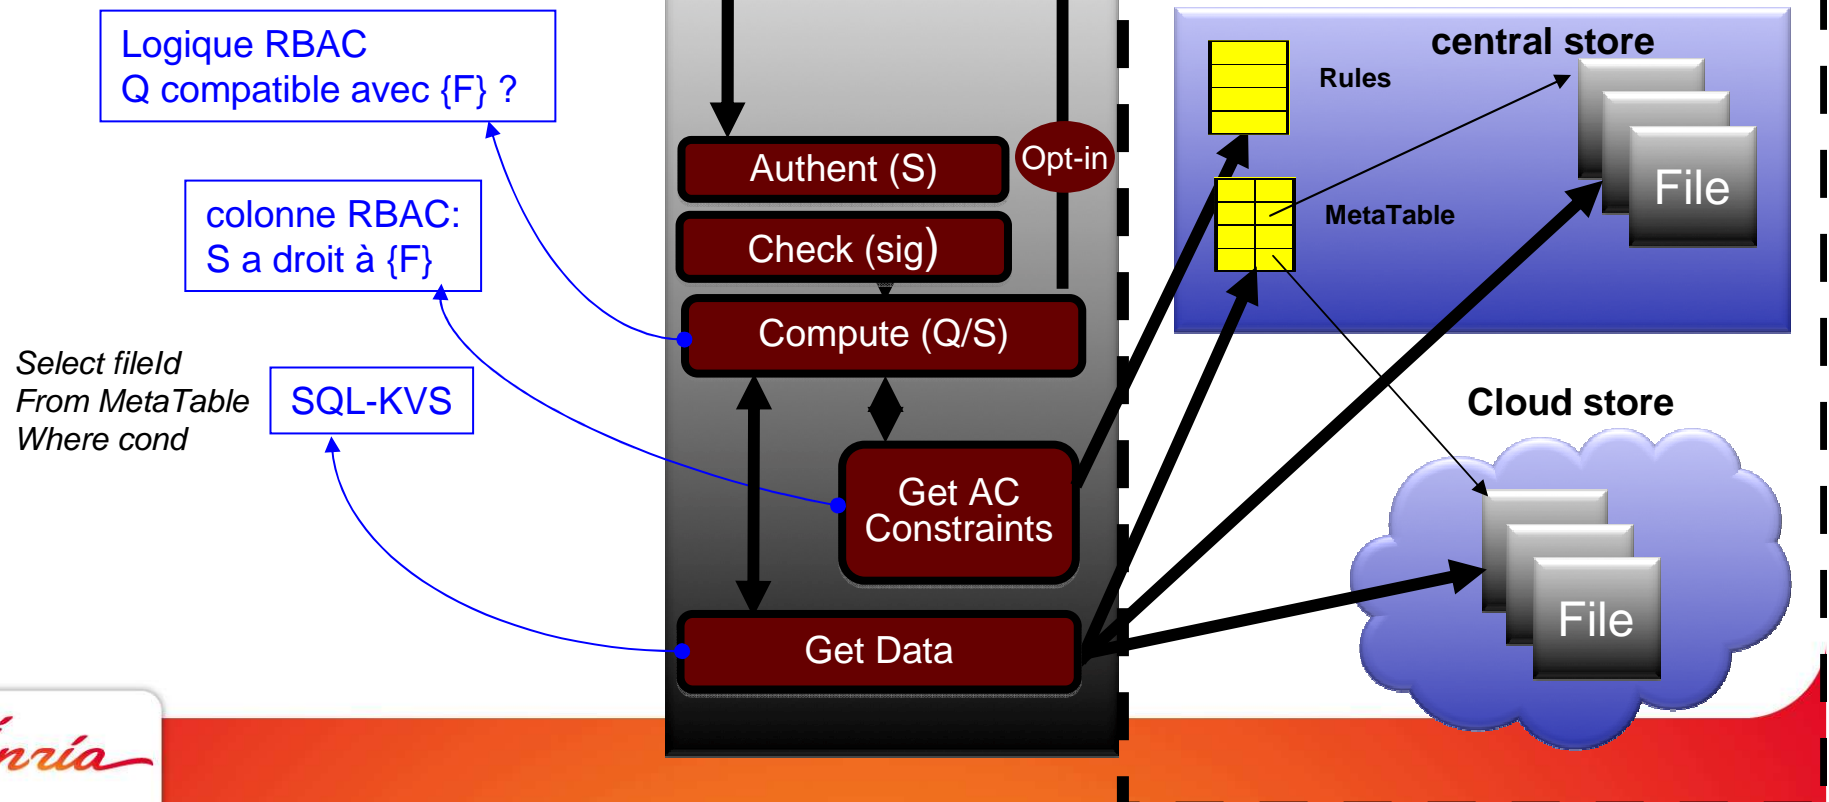 Logique RBAC
Q compatible avec {F} ?
colonne RBAC:
S a droit à {F}
Select fileId
From MetaTable
Where cond
SQL-KVS
Authent (S)
Opt-in
Check (sig)
Compute (Q/S)
Get AC
Constraints
Get Data
central store
Rules
MetaTable
File
Cloud store
File
Inria